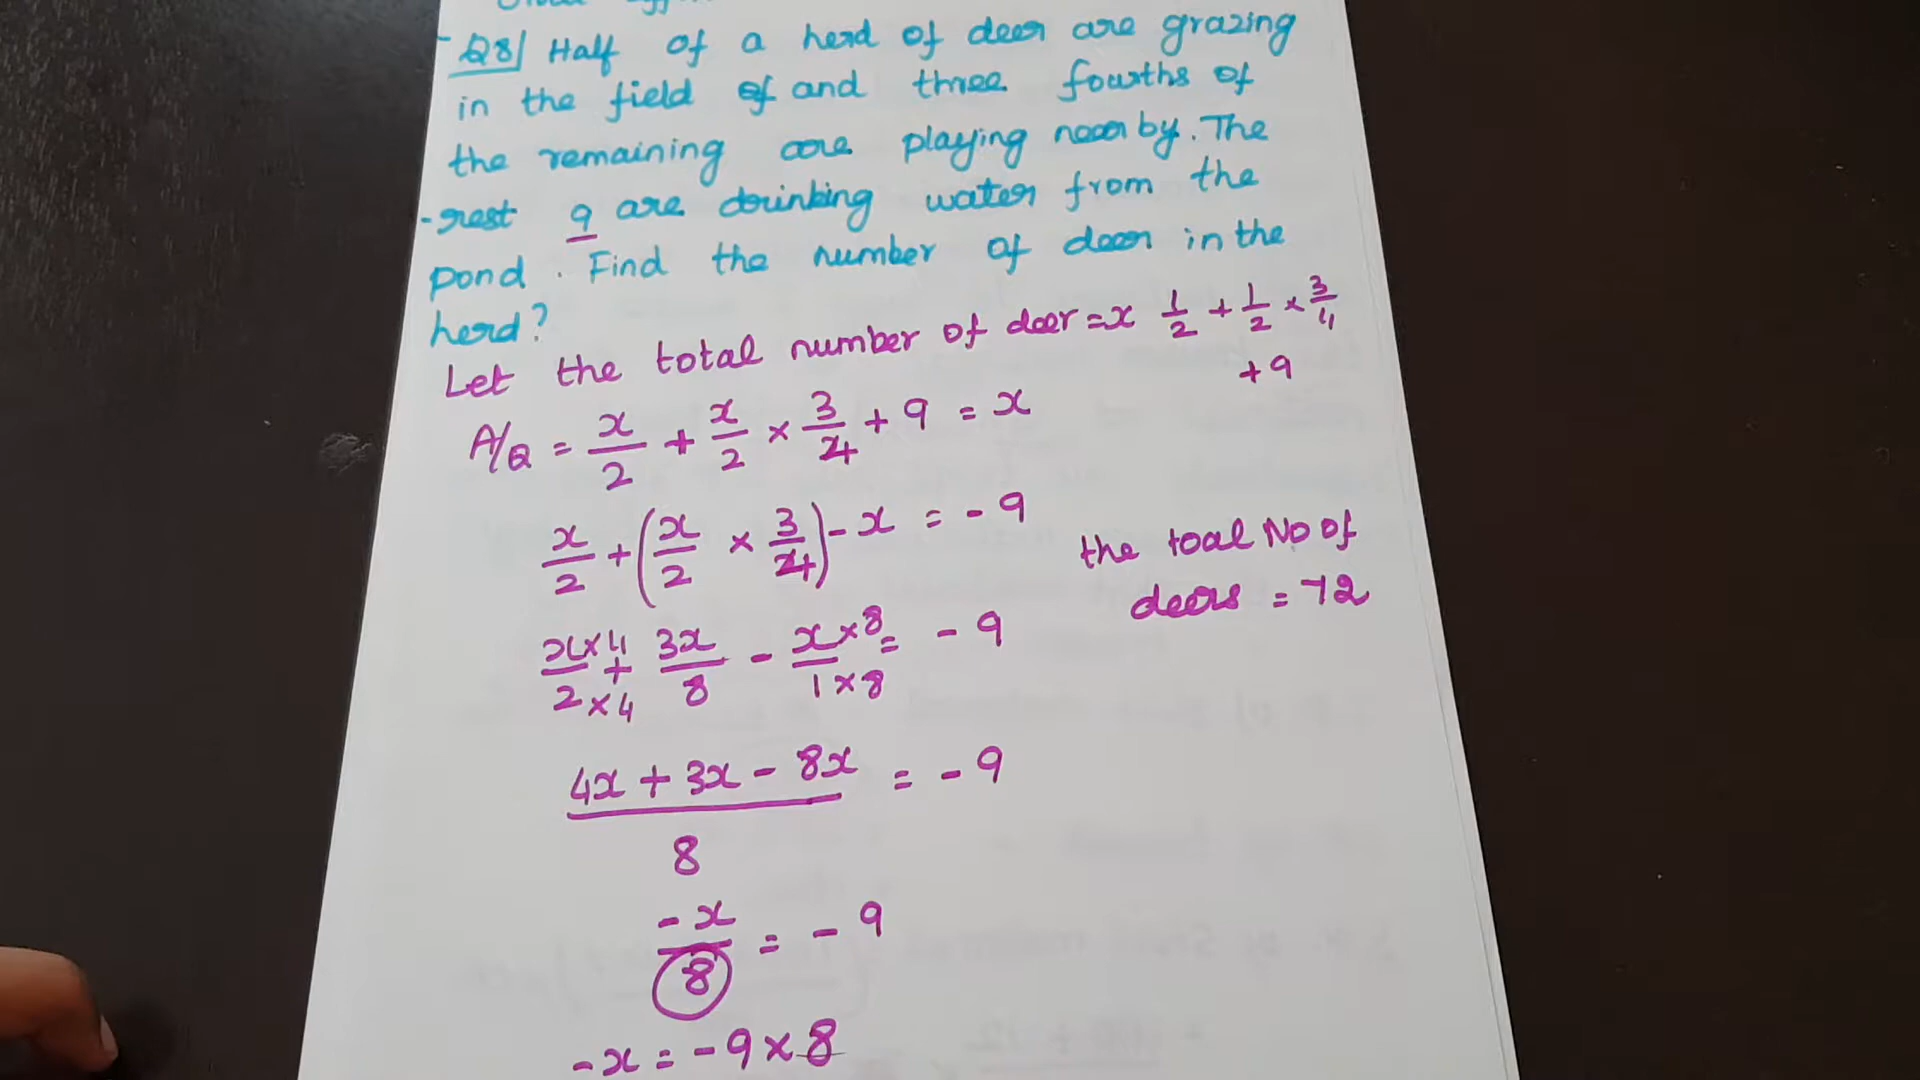 Q8/ Half of a herd of deer are grazing
in the field of and three fourths of
the remaining are playing near by. The
rest 9 are drinking water from the
pond. Find the number of deer in the
herd?
Let the total number of deer = x 1/2 + 1/2 × 3/4
+ 9
A/Q = x/2 + x/2 × 3/4 + 9 = x
x/2 + (x/2 × 3/4) - x = - 9
the toal No of
deers = 72
x×4/2×4 + 3x/8 - x×8/1×8 = - 9
4x + 3x - 8x / 8 = - 9
-x/8 = - 9
-x = - 9 × 8